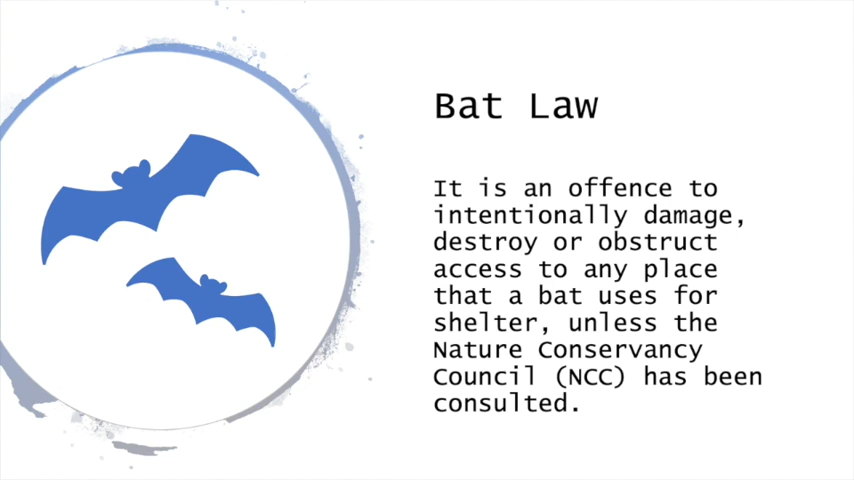 Bat Law
It is an offence to
intentionally damage,
destroy or obstruct
access to any place
that a bat uses for
shelter, unless the
Nature Conservancy
Council (NCC) has been
consulted.